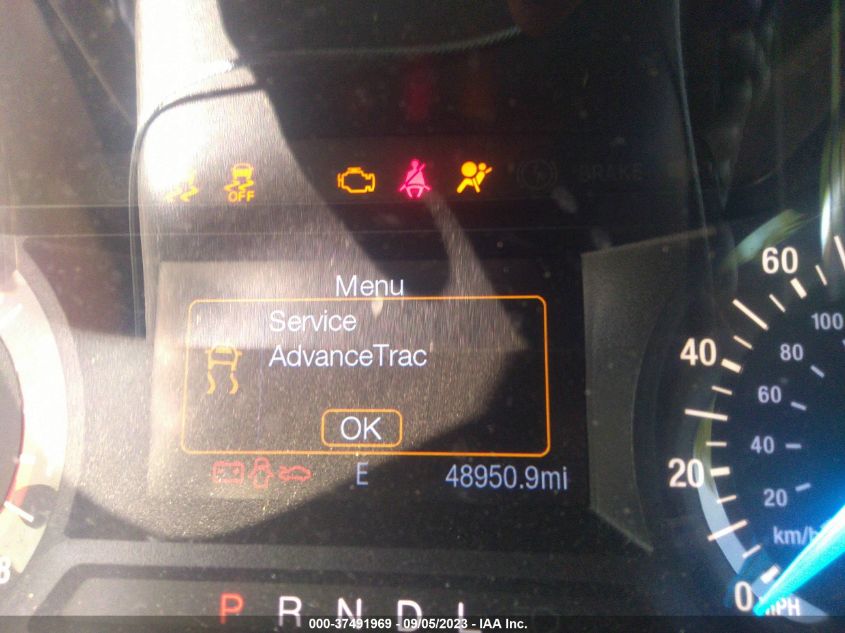 OFF
BRAKE
Menu
Service
AdvanceTrac
OK
E 48950.9mi
60
100
40
80
60
40
20
20
km/h
0 MPH
8
P R N D L
000-37491969 - 09/05/2023 - IAA Inc.